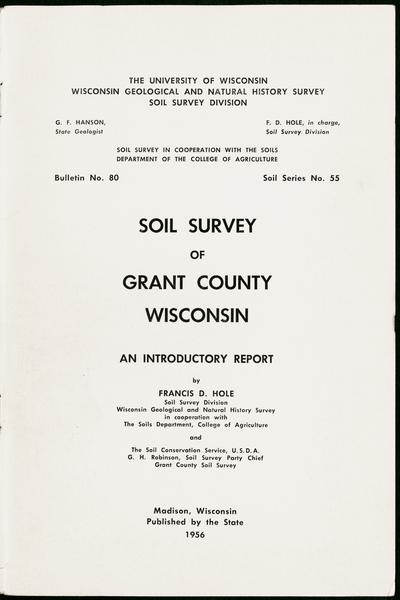 THE UNIVERSITY OF WISCONSIN
WISCONSIN GEOLOGICAL AND NATURAL HISTORY SURVEY
SOIL SURVEY DIVISION
G. F. HANSON,
State Geologist
F. D. HOLE, in charge,
Soil Survey Division
SOIL SURVEY IN COOPERATION WITH THE SOILS
DEPARTMENT OF THE COLLEGE OF AGRICULTURE
Bulletin No. 80 Soil Series No. 55
SOIL SURVEY
OF
GRANT COUNTY
WISCONSIN
AN INTRODUCTORY REPORT
by
FRANCIS D. HOLE
Soil Survey Division
Wisconsin Geological and Natural History Survey
in cooperation with
The Soils Department, College of Agriculture
and
The Soil Conservation Service, U.S.D.A.
G. H. Robinson, Soil Survey Party Chief
Grant County Soil Survey
Madison, Wisconsin
Published by the State
1956